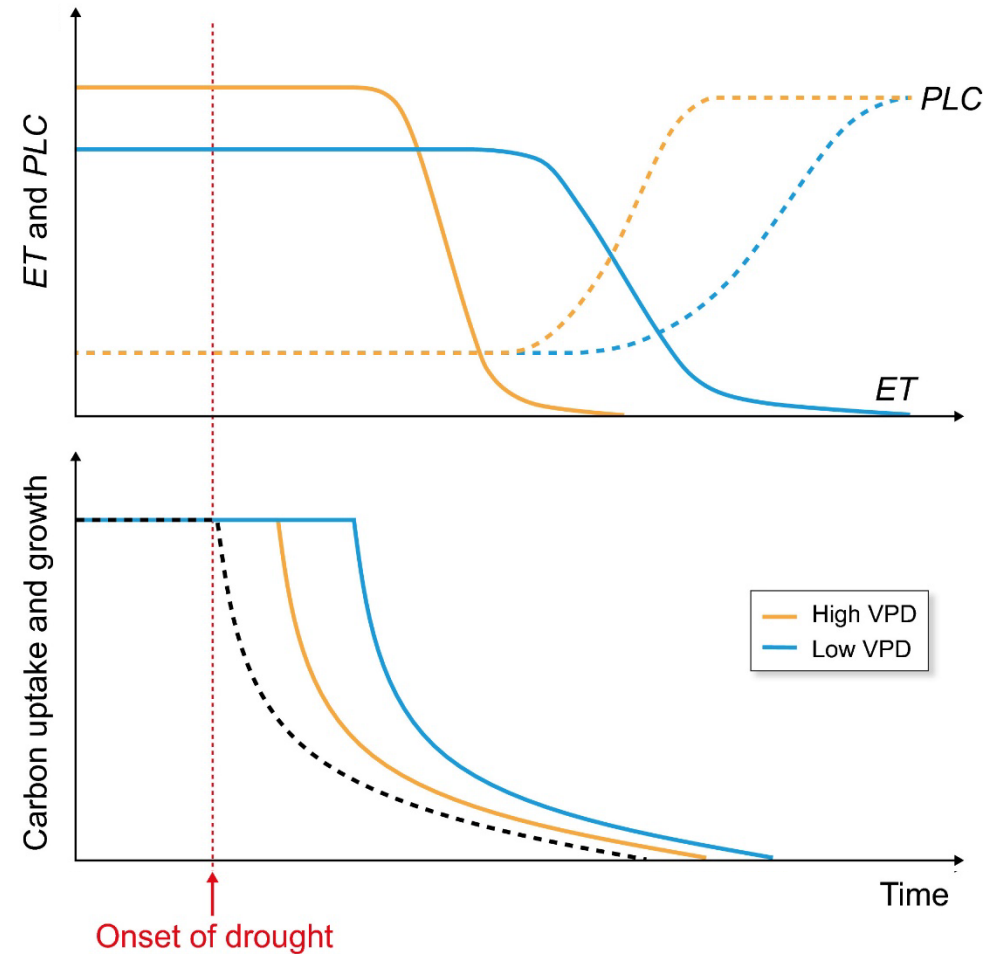 ET and PLC
PLC
ET
Carbon uptake and growth
High VPD
Low VPD
Time
Onset of drought